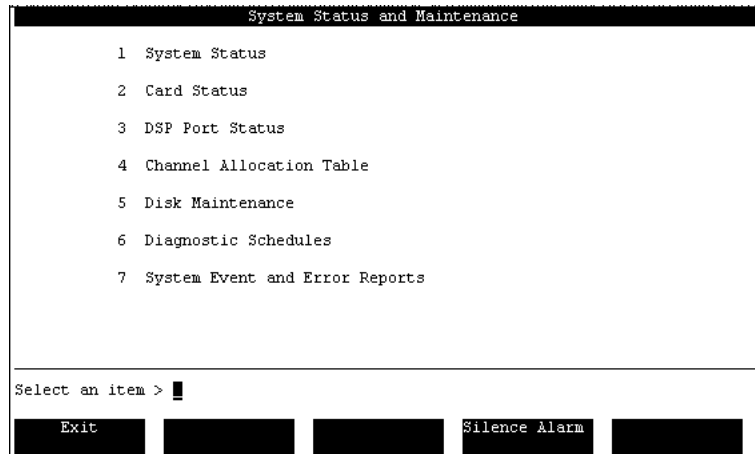 System Status and Maintenance
1 System Status
2 Card Status
3 DSP Port Status
4 Channel Allocation Table
5 Disk Maintenance
6 Diagnostic Schedules
7 System Event and Error Reports
Select an item >
Exit Silence Alarm